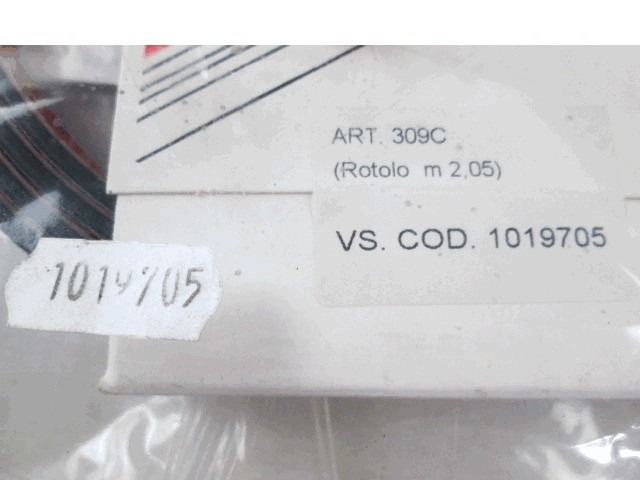 ART. 309C
(Rotolo m 2,05)
VS. COD. 1019705
1019705